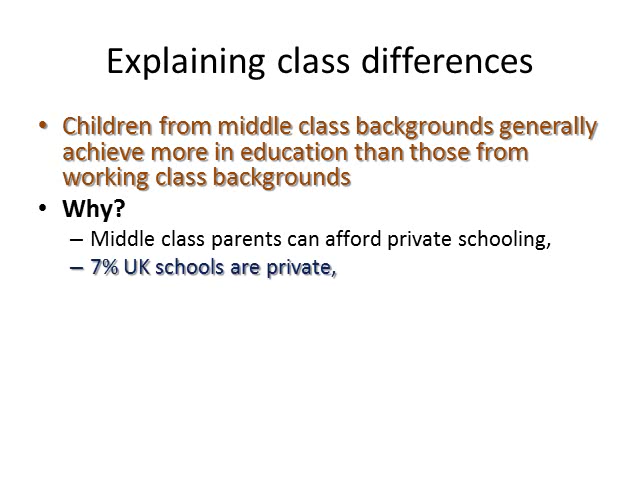 Explaining class differences
• Children from middle class backgrounds generally
achieve more in education than those from
working class backgrounds
• Why?
– Middle class parents can afford private schooling,
– 7% UK schools are private,